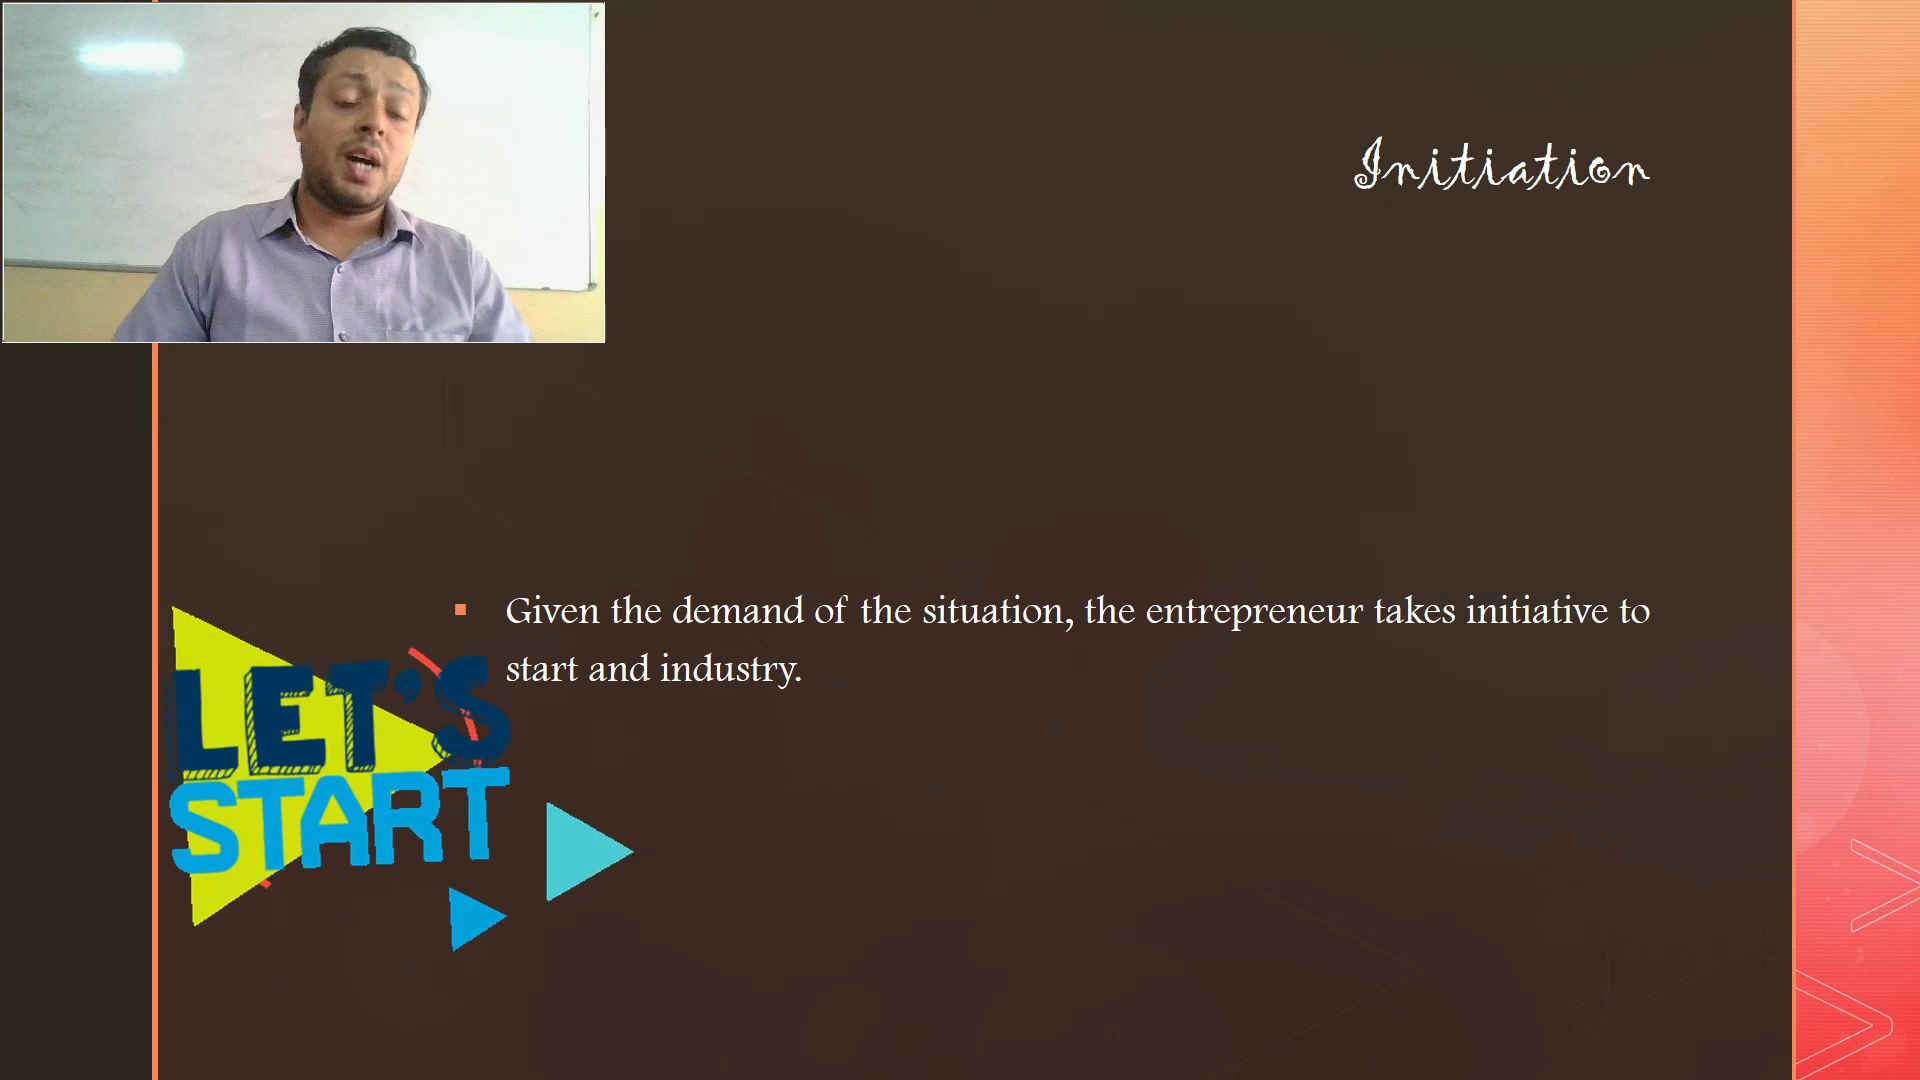 Initiation
Given the demand of the situation, the entrepreneur takes initiative to
start and industry.
LET'S
START